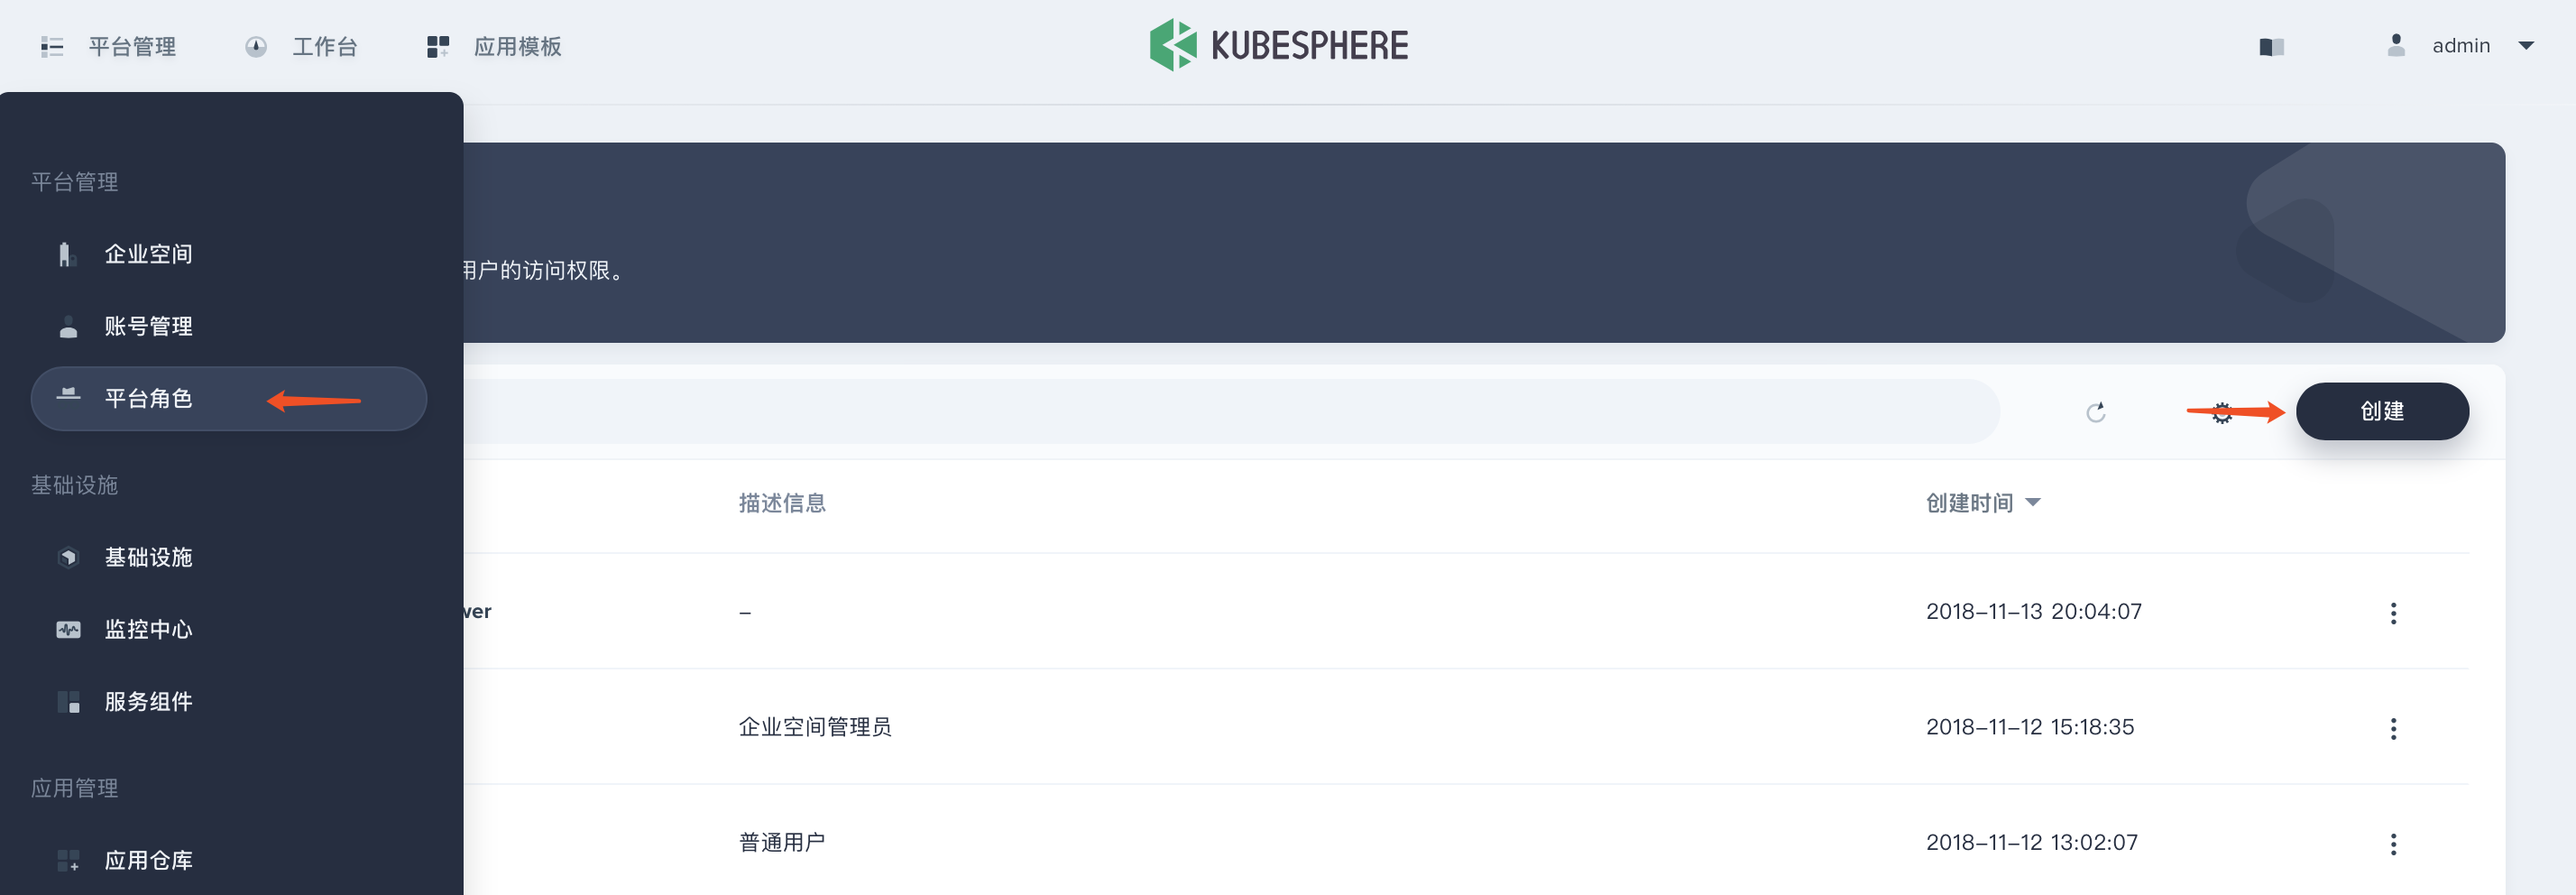 平台管理
工作台
应用模板
KUBESPHERE
admin
平台管理
企业空间
账号管理
平台角色
基础设施
基础设施
监控中心
服务组件
应用管理
应用仓库
用户的访问权限。
创建
描述信息
创建时间
wer
–
2018-11-13 20:04:07
企业空间管理员
2018-11-12 15:18:35
普通用户
2018-11-12 13:02:07